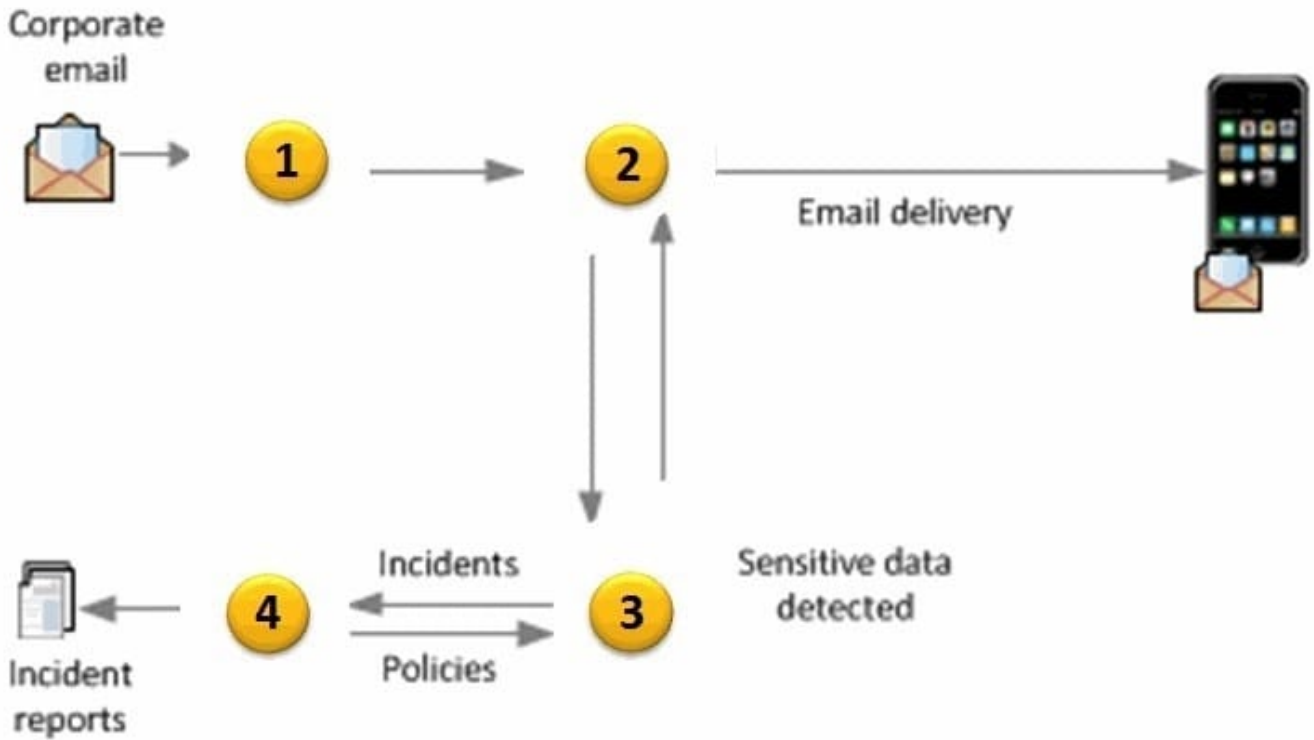 Corporate
email
1
2
Email delivery
Incidents
Sensitive data
detected
4
3
Policies
Incident
reports